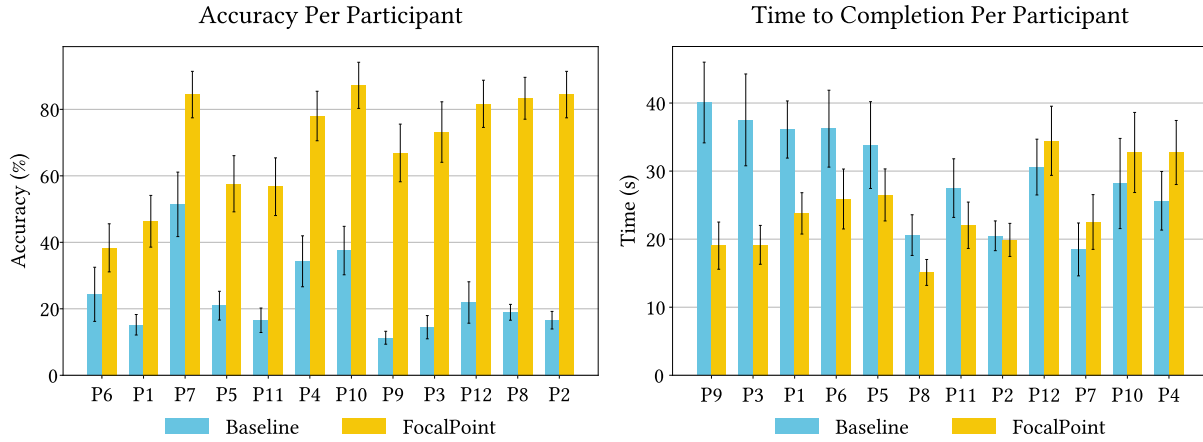 Accuracy Per Participant
Accuracy (%)
80
60
40
20
0
P6 P1 P7 P5 P11 P4 P10 P9 P3 P12 P8 P2
Baseline FocalPoint
Time to Completion Per Participant
Time (s)
40
30
20
10
0
P9 P3 P1 P6 P5 P8 P11 P2 P12 P7 P10 P4
Baseline FocalPoint